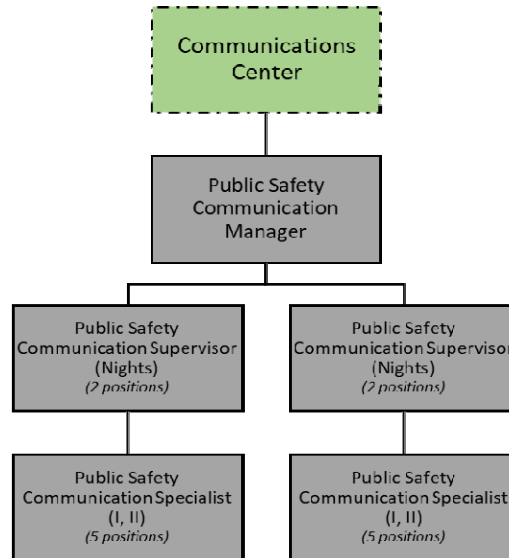 Communications
Center
Public Safety
Communication
Manager
Public Safety
Communication Supervisor
(Nights)
(2 positions)
Public Safety
Communication Supervisor
(Nights)
(2 positions)
Public Safety
Communication Specialist
(I, II)
(5 positions)
Public Safety
Communication Specialist
(I, II)
(5 positions)